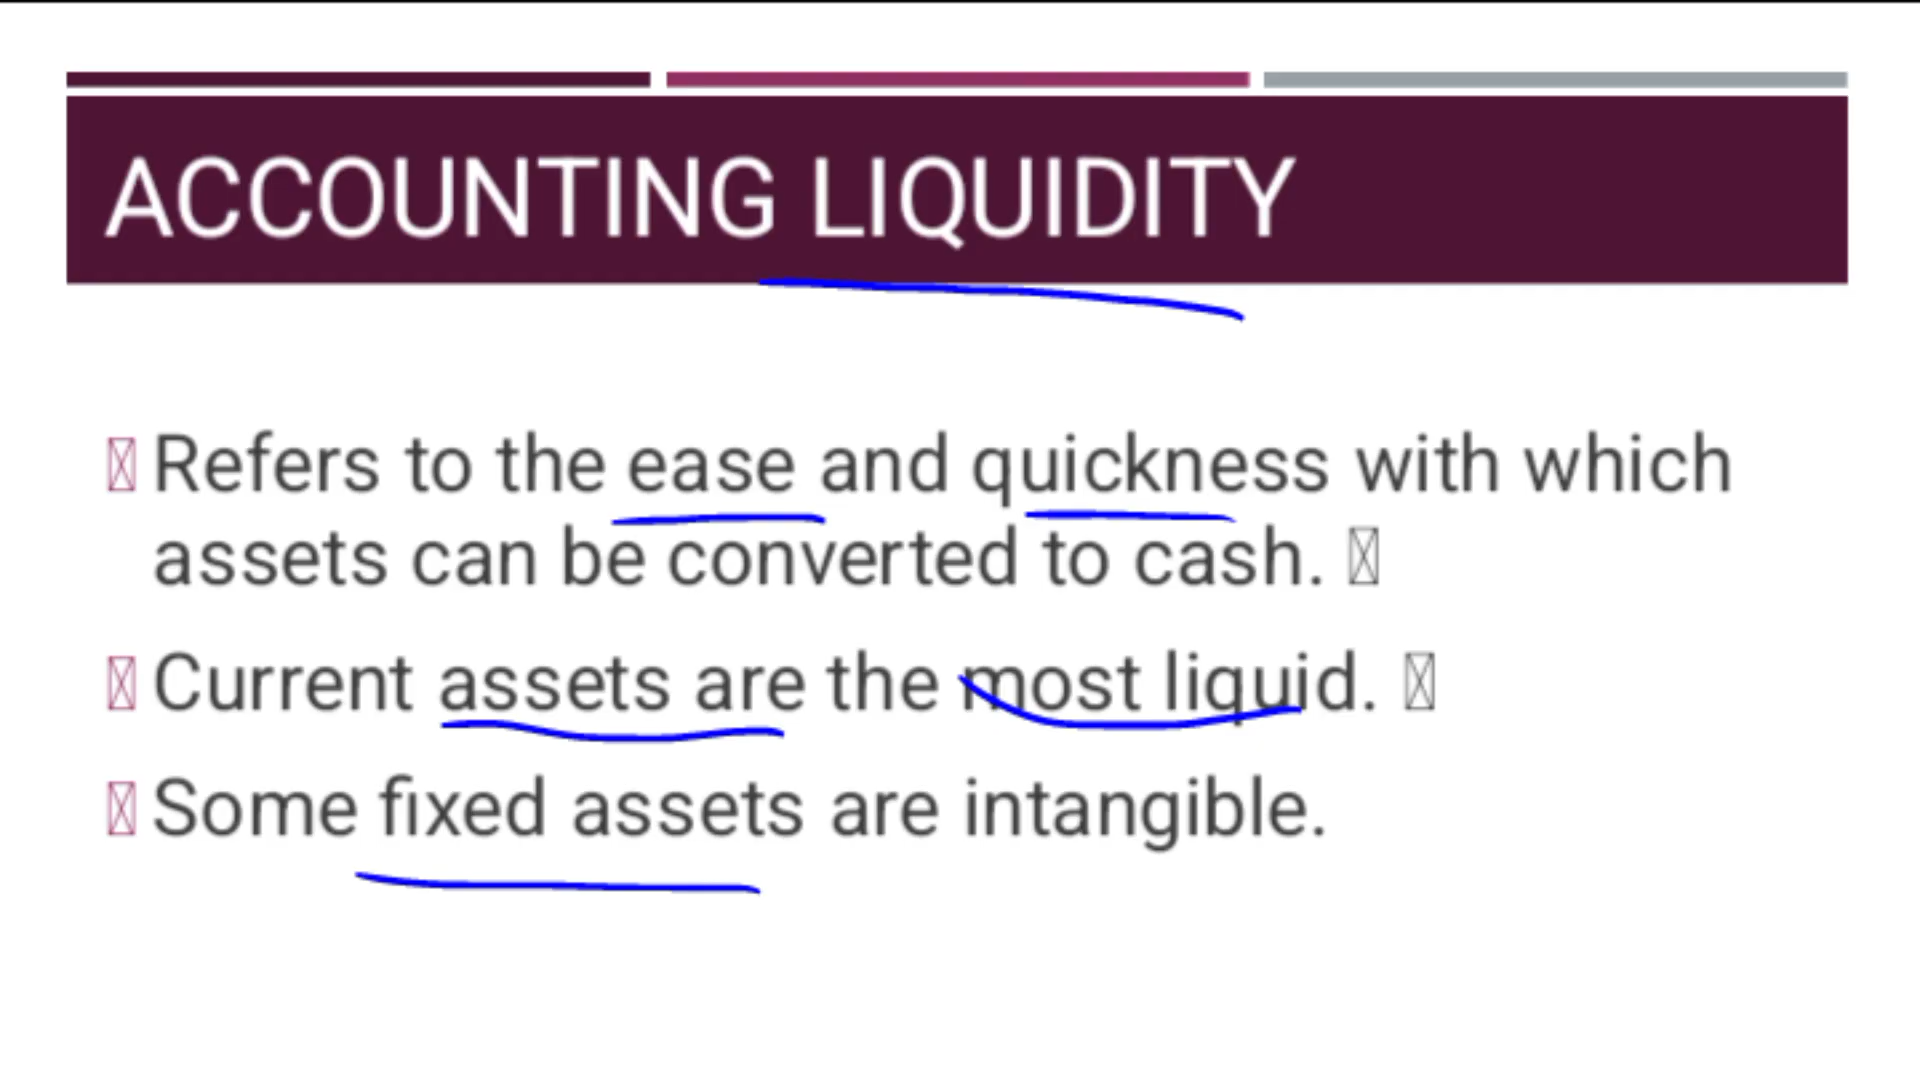 ACCOUNTING LIQUIDITY
Refers to the ease and quickness with which
assets can be converted to cash.
Current assets are the most liquid.
Some fixed assets are intangible.